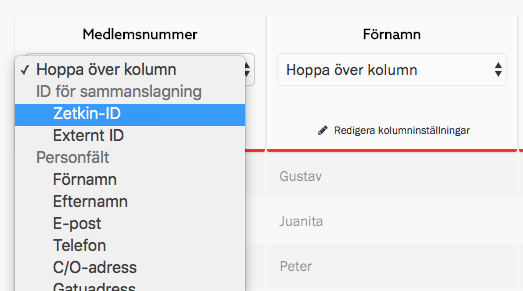 Medlemsnummer
Förnamn
✓ Hoppa över kolumn
ID för sammanslagning
Zetkin-ID
Externt ID
Personfält
Förnamn
Efternamn
E-post
Telefon
C/O-adress
Gatuadress
Hoppa över kolumn
Redigera kolumninställningar
Gustav
Juanita
Peter